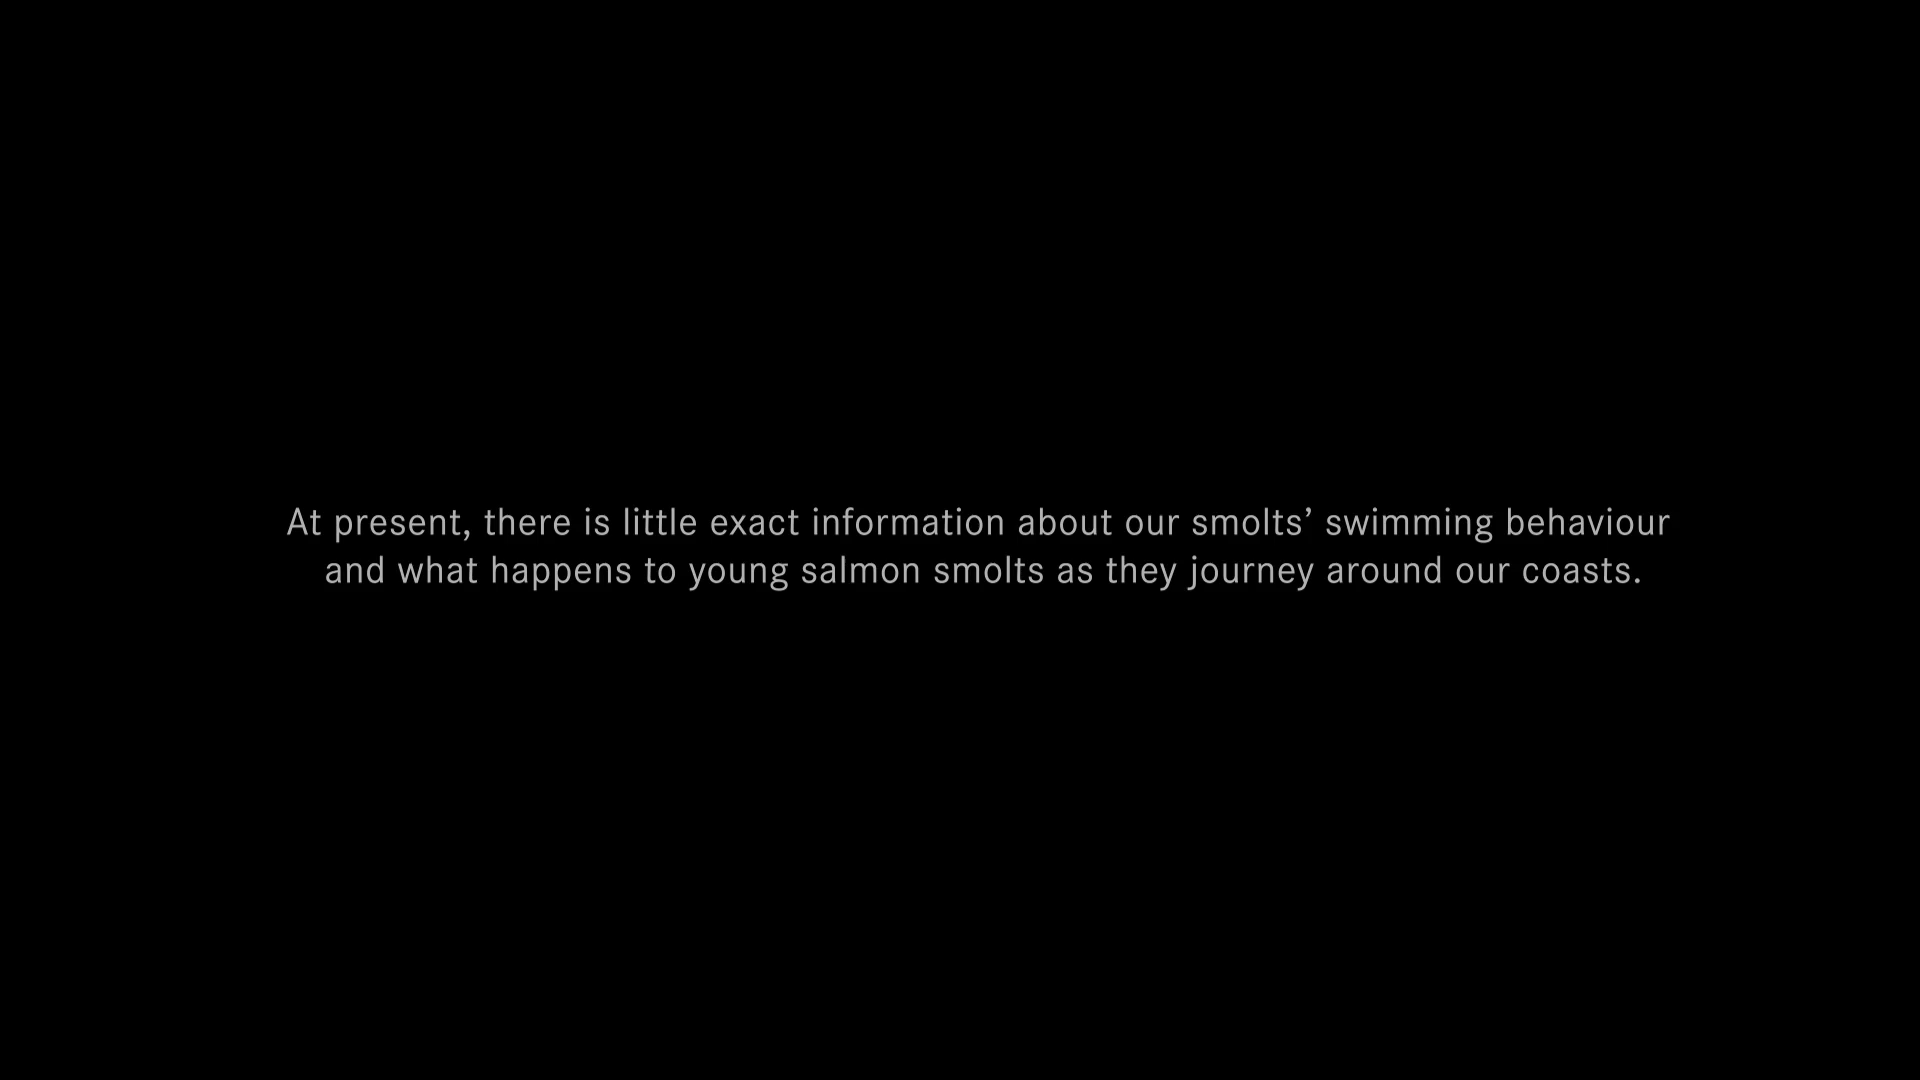 At present, there is little exact information about our smolts’ swimming behaviour
and what happens to young salmon smolts as they journey around our coasts.